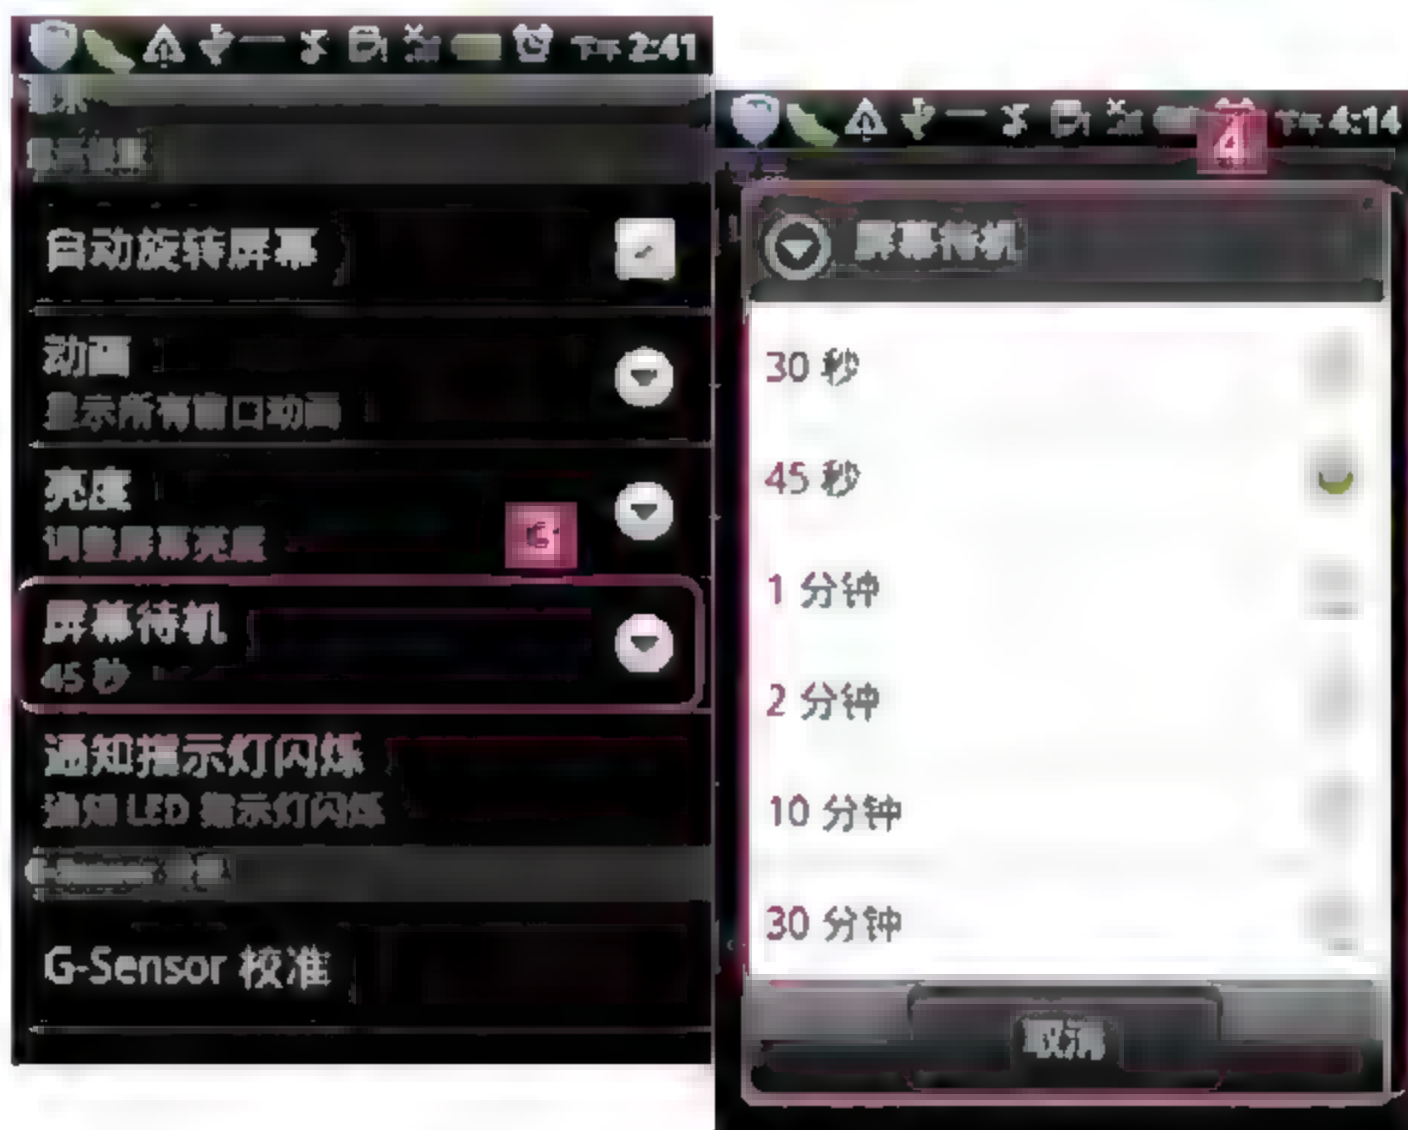 下午 2:41
自动旋转屏幕
动画
显示所有窗口动画
亮度
调整屏幕亮度
屏幕待机
45 秒
通知指示灯闪烁
通知 LED 指示灯闪烁
G-Sensor 校准
下午 4:14
4
屏幕待机
30 秒
45 秒
1 分钟
2 分钟
10 分钟
30 分钟
取消